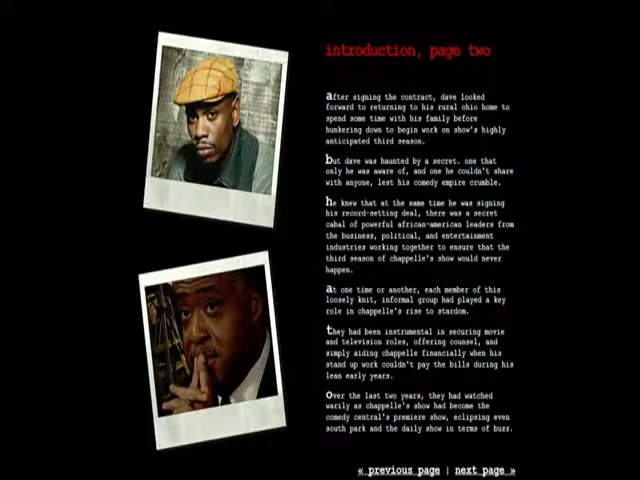 introduction, page two
after signing the contract, dave looked
forward to returning to his rural ohio home to
spend some time with his family before
hunkering down to begin work on show's highly
anticipated third season.
but dave was haunted by a secret. one that
only he was aware of, and one he couldn't share
with anyone, lest his comedy empire crumble.
he knew that at the same time he was signing
his record-setting deal, there was a secret
cabal of powerful african-american leaders from
the business, political, and entertainment
industries working together to ensure that the
third season of chappelle's show would never
happen.
at one time or another, each member of this
loosely knit, informal group had played a key
role in chappelle's rise to stardom.
they had been instrumental in securing movie
and television roles, offering counsel, and
simply aiding chappelle financially when his
stand up work couldn't pay the bills during his
lean early years.
over the last two years, they had watched
warily as chappelle's show had become the
comedy central's premiere show, eclipsing even
south park and the daily show in terms of buzz.
« previous page | next page »